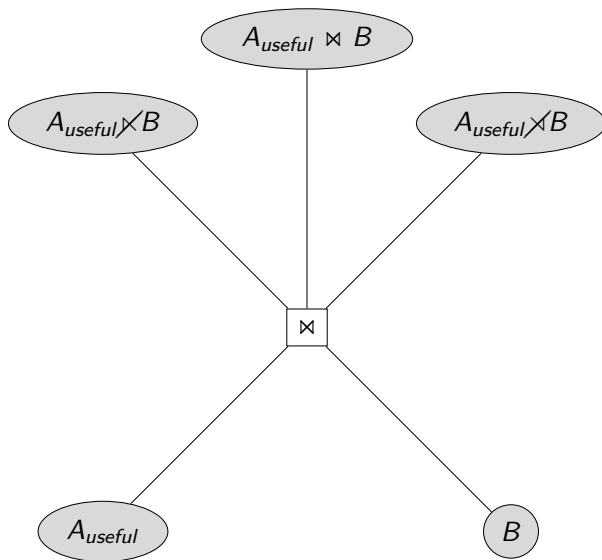 A_useful ⋈ B
A_useful ⋉̸ B
A_useful ⋊̸ B
⋈
A_useful
B